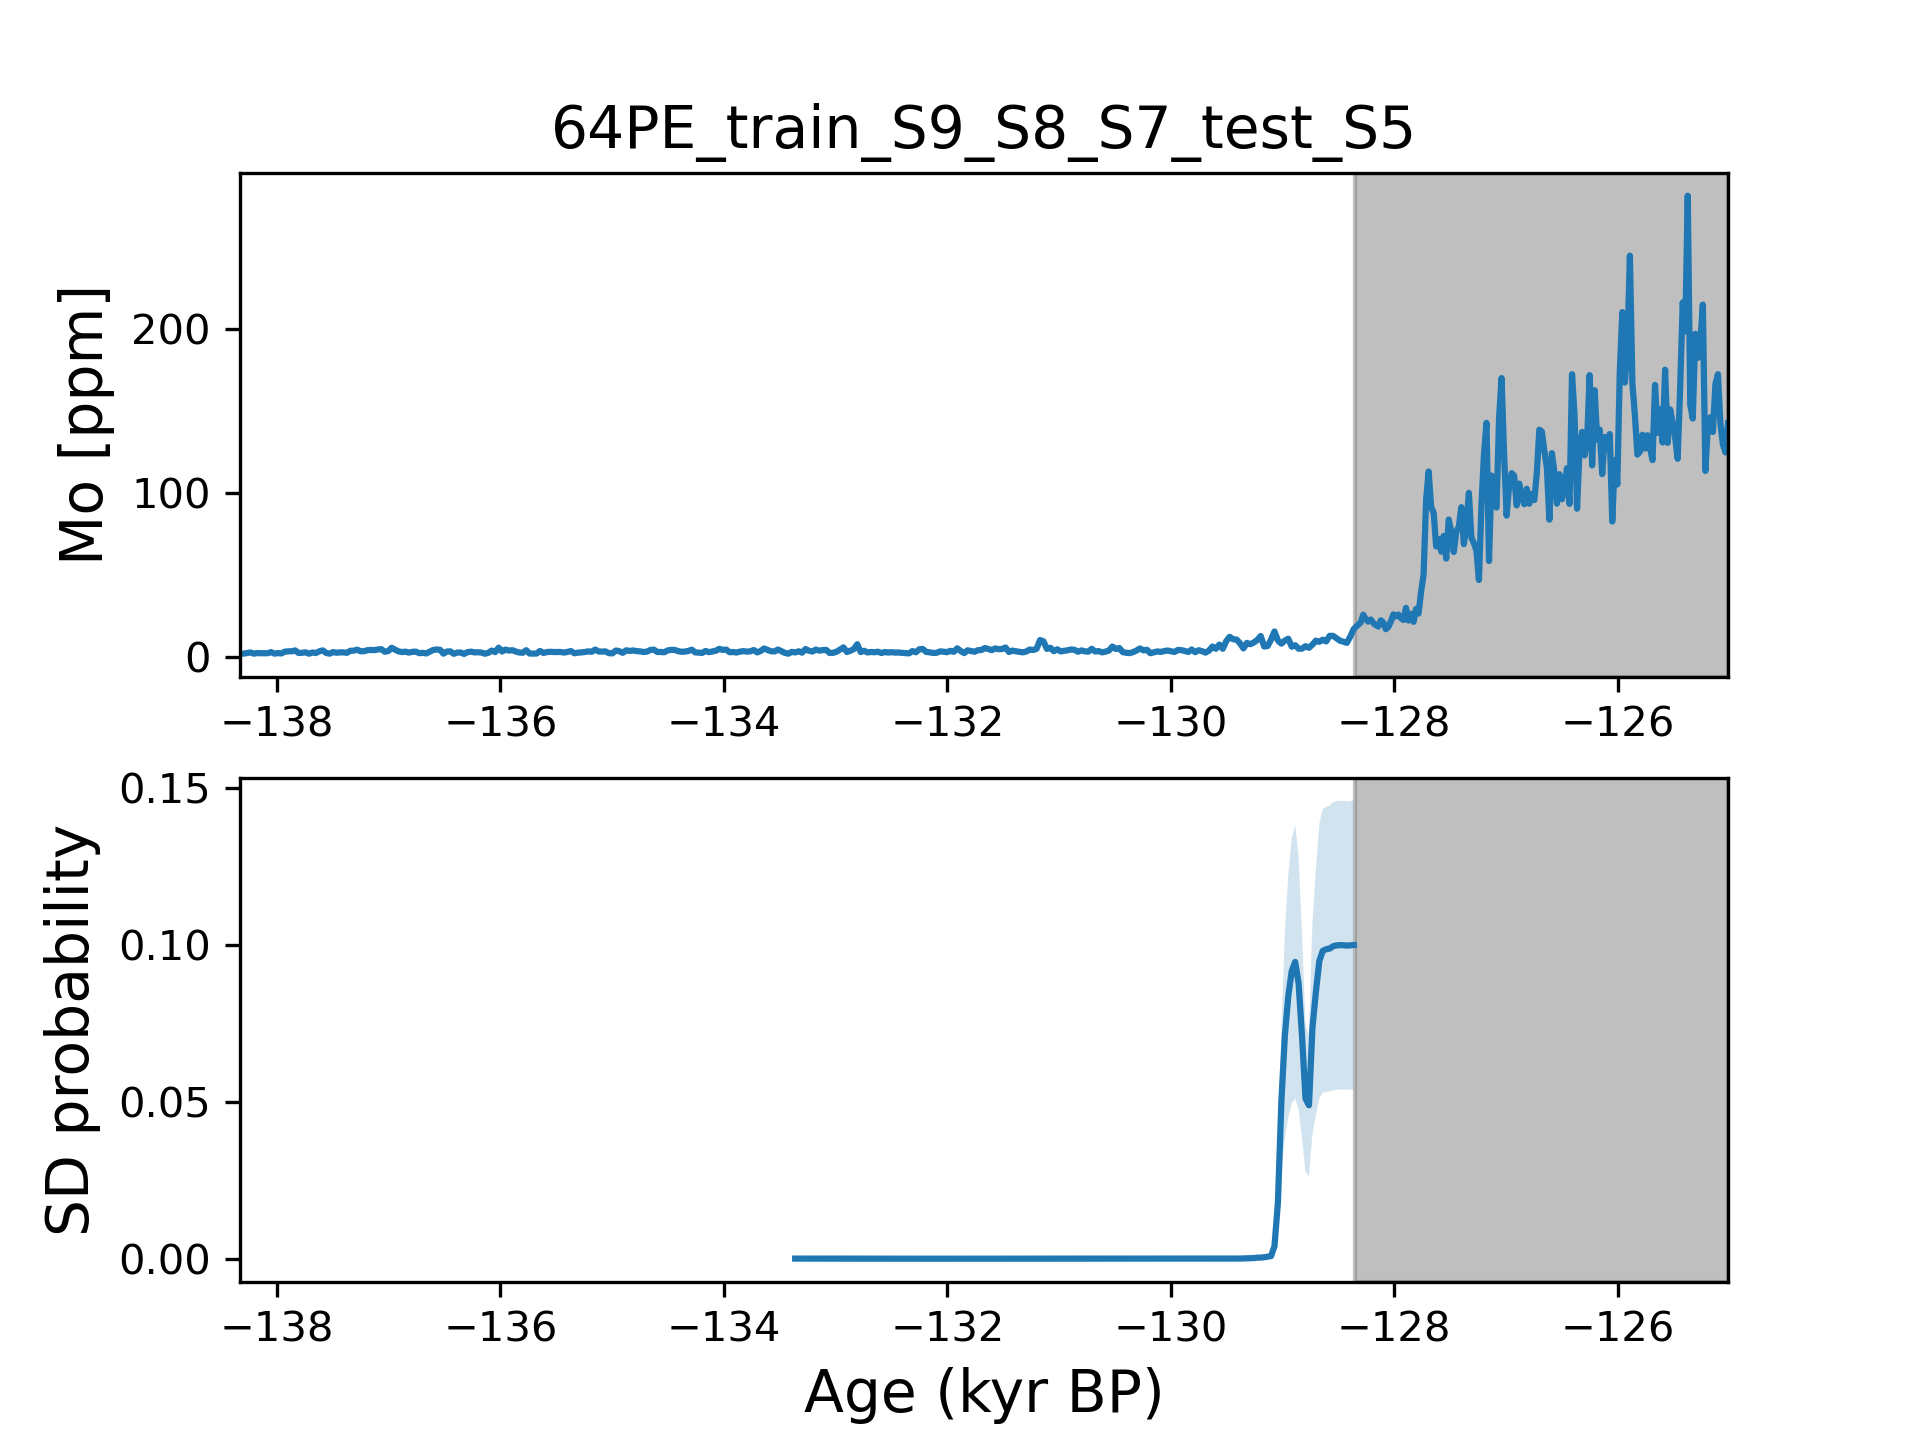 64PE_train_S9_S8_S7_test_S5
Mo [ppm]
200
100
0
−138 −136 −134 −132 −130 −128 −126
SD probability
0.15
0.10
0.05
0.00
−138 −136 −134 −132 −130 −128 −126
Age (kyr BP)